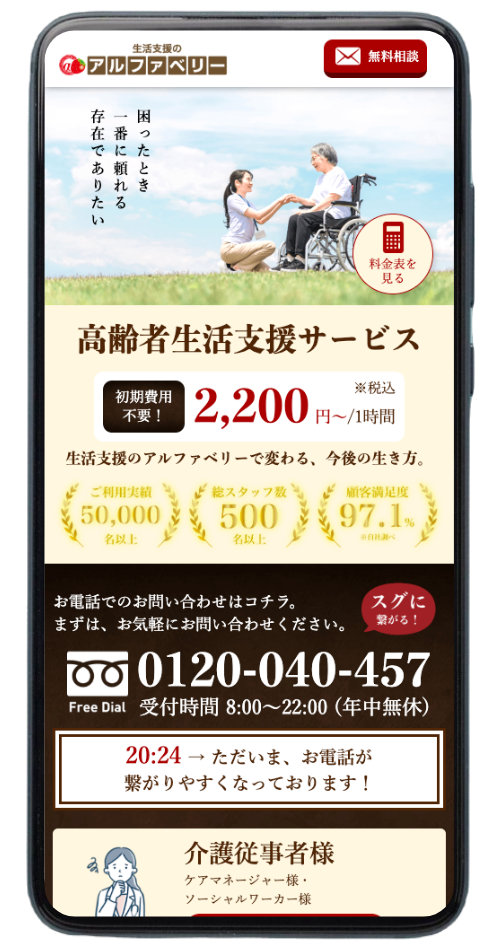 生活支援の
アルファベリー
無料相談
困ったとき
一番に頼れる
存在でありたい
料金表を
見る
高齢者生活支援サービス
初期費用
不要！
2,200円～/1時間
※税込
生活支援のアルファベリーで変わる、今後の生き方。
ご利用実績
50,000
名以上
総スタッフ数
500
名以上
顧客満足度
97.1%
※自社調べ
お電話でのお問い合わせはコチラ。
まずは、お気軽にお問い合わせください。
スグに
繋がる！
0120-040-457
Free Dial
受付時間 8:00～22:00（年中無休）
20:24 → ただいま、お電話が
繋がりやすくなっております！
介護従事者様
ケアマネージャー様・
ソーシャルワーカー様